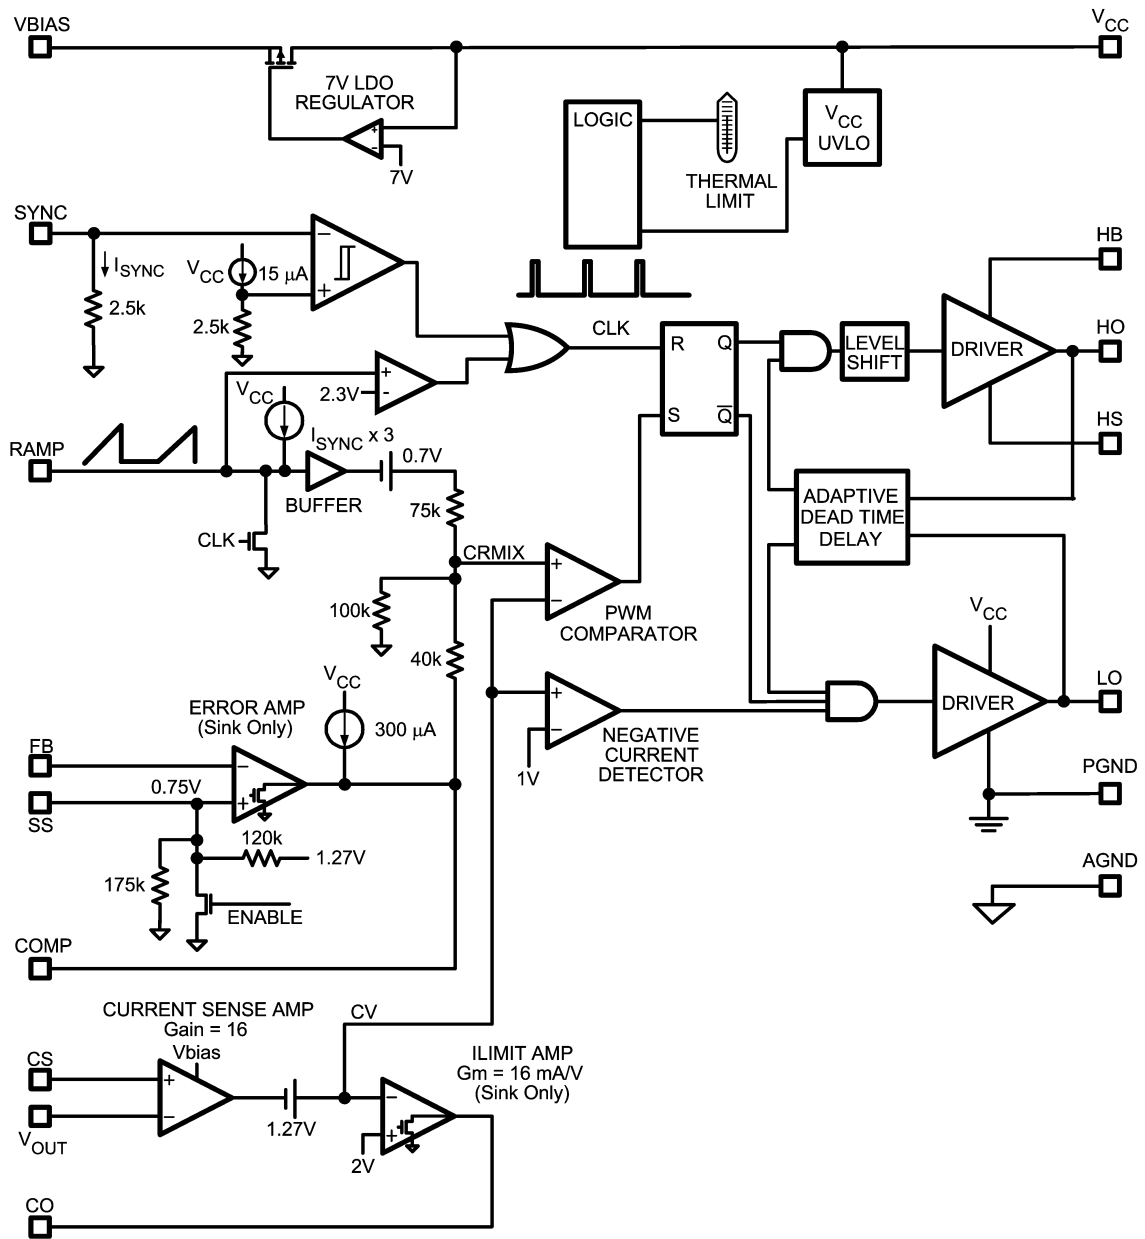 VBIAS
VCC
7V LDO
REGULATOR
+
-
7V
LOGIC
VCC
UVLO
THERMAL
LIMIT
SYNC
ISYNC
2.5k
VCC
15 μA
2.5k
−
+
CLK
HB
R
Q
S
Q̅
LEVEL
SHIFT
DRIVER
HO
HS
2.3V
+
-
VCC
RAMP
ISYNC x 3
0.7V
BUFFER
75k
CLK
ADAPTIVE
DEAD TIME
DELAY
CRMIX
+
−
100k
PWM
COMPARATOR
40k
VCC
DRIVER
LO
VCC
300 μA
ERROR AMP
(Sink Only)
+
−
1V
NEGATIVE
CURRENT
DETECTOR
FB
SS
0.75V
−
+
120k
1.27V
175k
ENABLE
PGND
AGND
COMP
CURRENT SENSE AMP
Gain = 16
Vbias
CV
CS
VOUT
+
−
1.27V
ILIMIT AMP
Gm = 16 mA/V
(Sink Only)
−
+
2V
CO